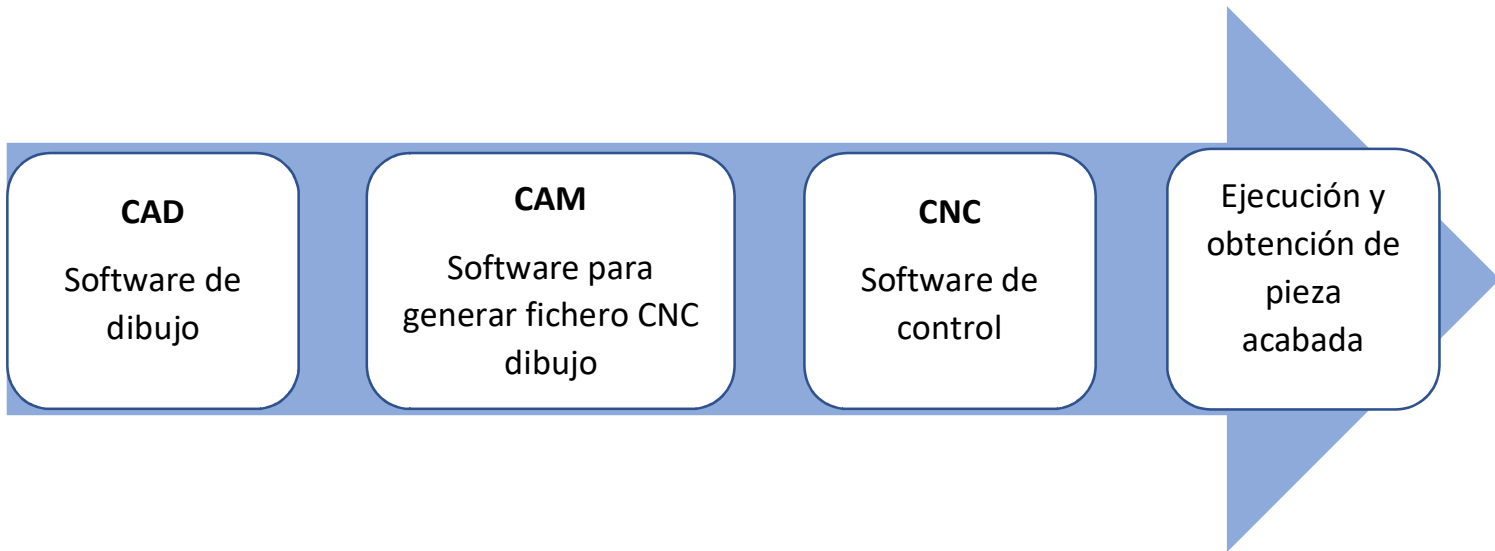 CAD
Software de
dibujo
CAM
Software para
generar fichero CNC
dibujo
CNC
Software de
control
Ejecución y
obtención de
pieza
acabada